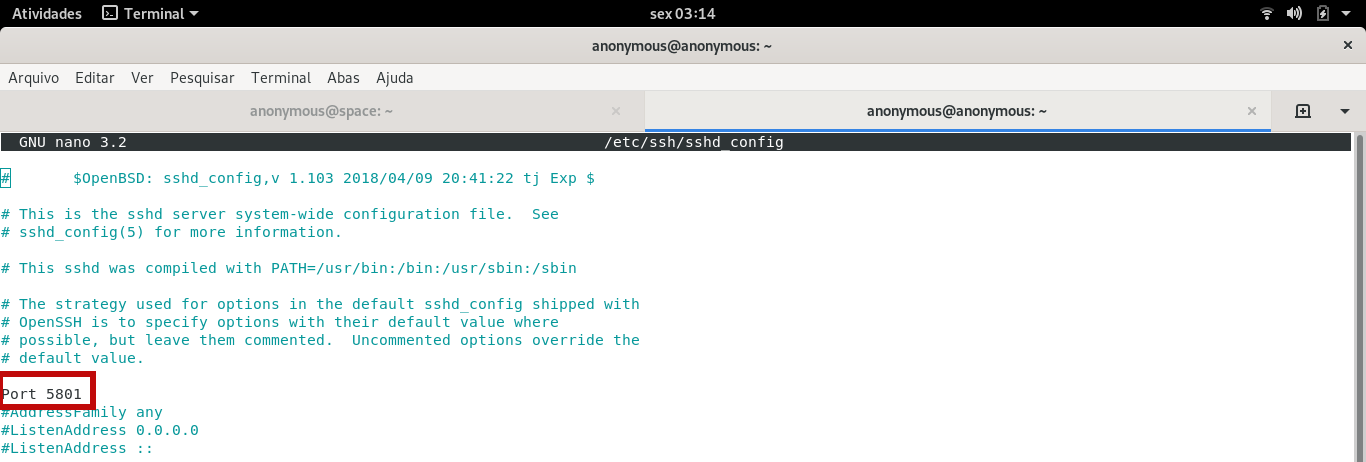 Atividades Terminal sex 03:14
anonymous@anonymous: ~ ×
Arquivo Editar Ver Pesquisar Terminal Abas Ajuda
anonymous@space: ~ × anonymous@anonymous: ~ ×
GNU nano 3.2 /etc/ssh/sshd_config
# $OpenBSD: sshd_config,v 1.103 2018/04/09 20:41:22 tj Exp $
# This is the sshd server system-wide configuration file. See
# sshd_config(5) for more information.
# This sshd was compiled with PATH=/usr/bin:/bin:/usr/sbin:/sbin
# The strategy used for options in the default sshd_config shipped with
# OpenSSH is to specify options with their default value where
# possible, but leave them commented. Uncommented options override the
# default value.
Port 5801
#AddressFamily any
#ListenAddress 0.0.0.0
#ListenAddress ::